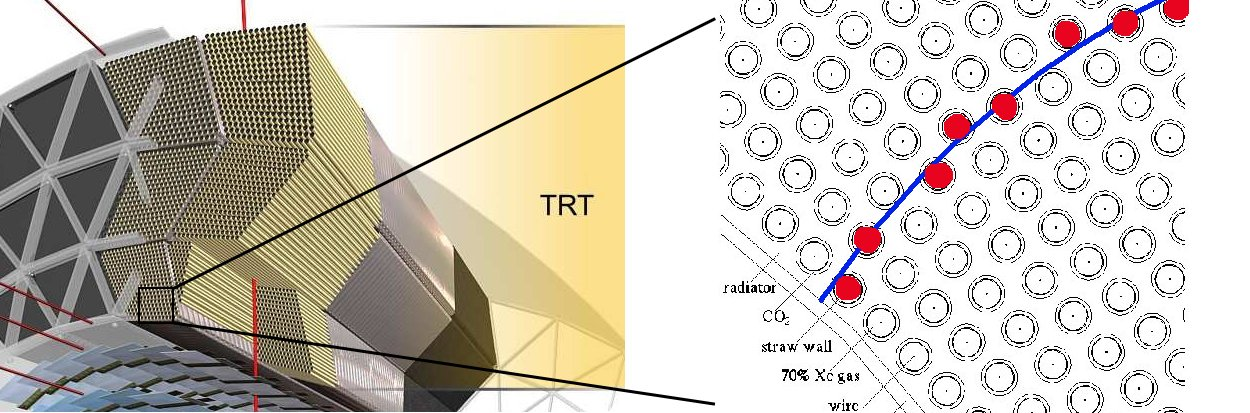 TRT
radiator
CO₂
straw wall
70% Xe gas
wire